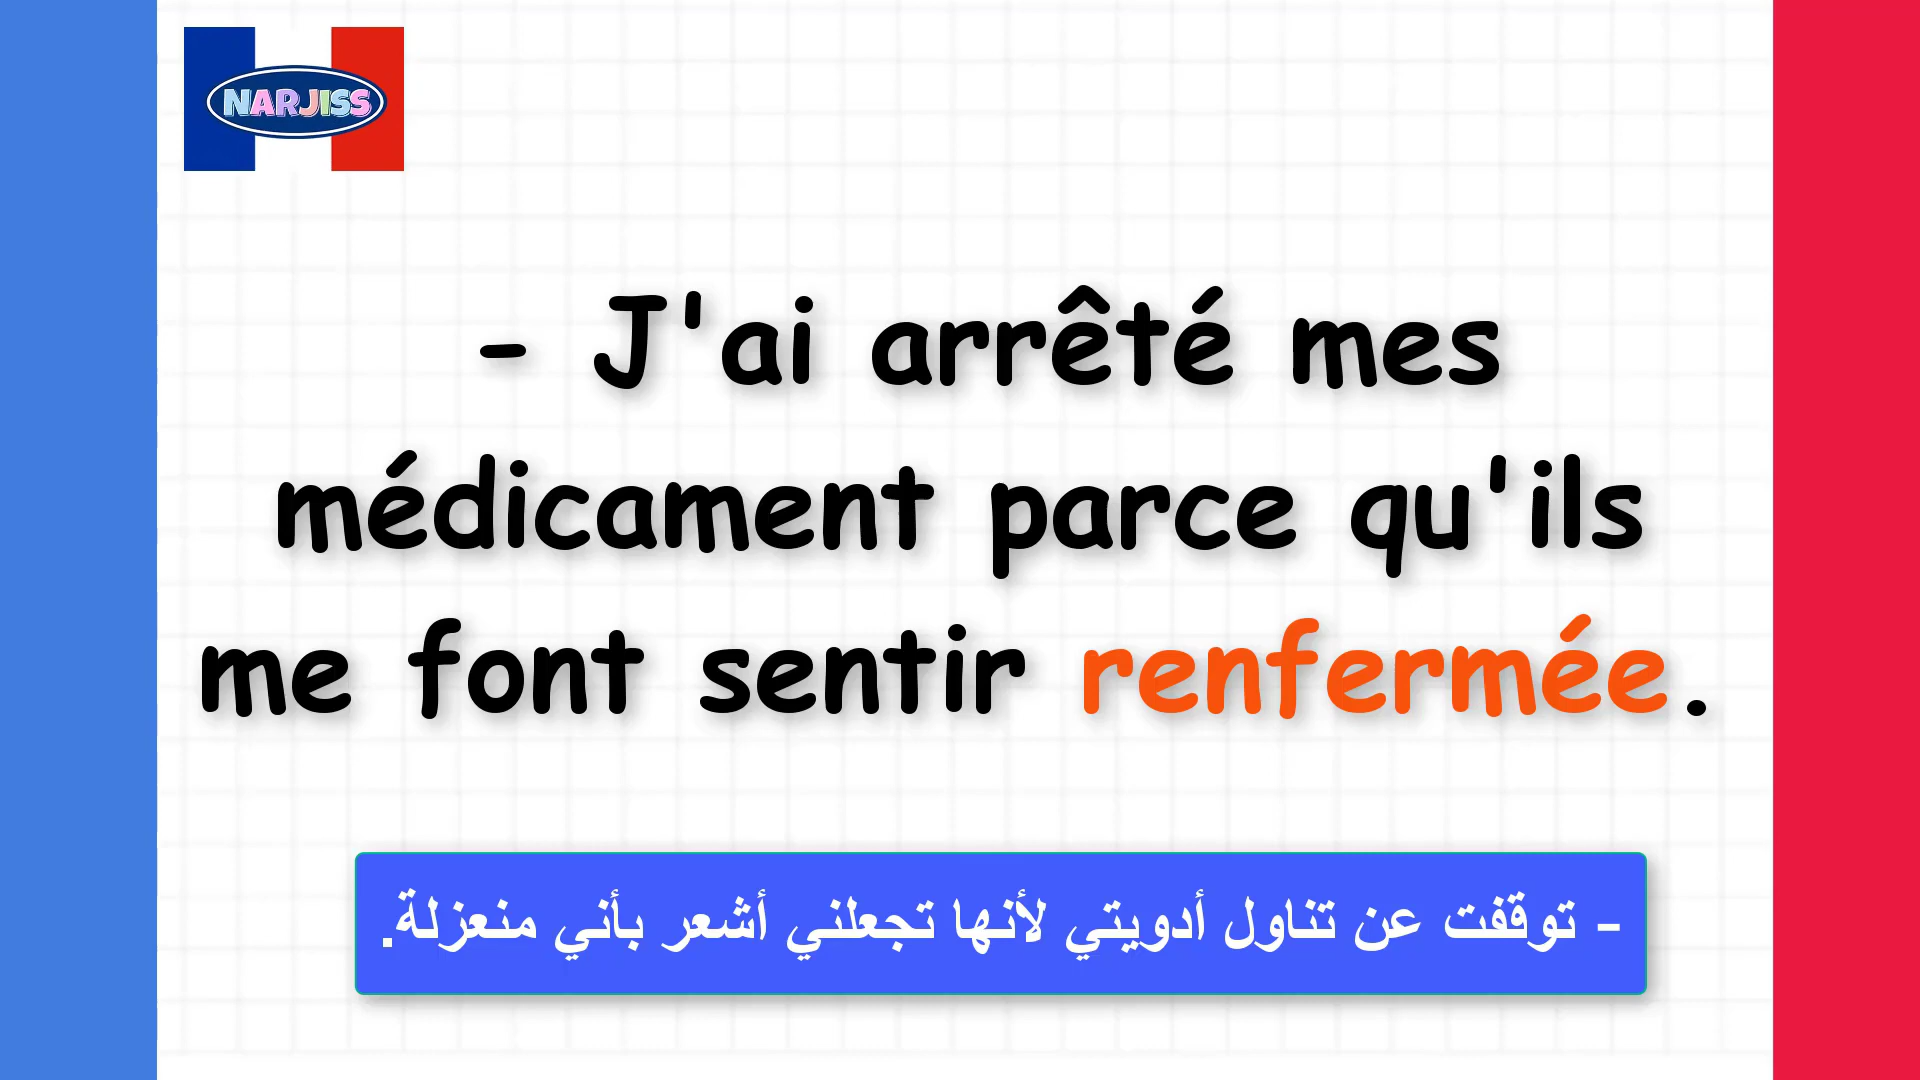 NARJISS
- J'ai arrêté mes
médicament parce qu'ils
me font sentir renfermée.
- توقفت عن تناول أدويتي لأنها تجعلني أشعر بأني منعزلة.